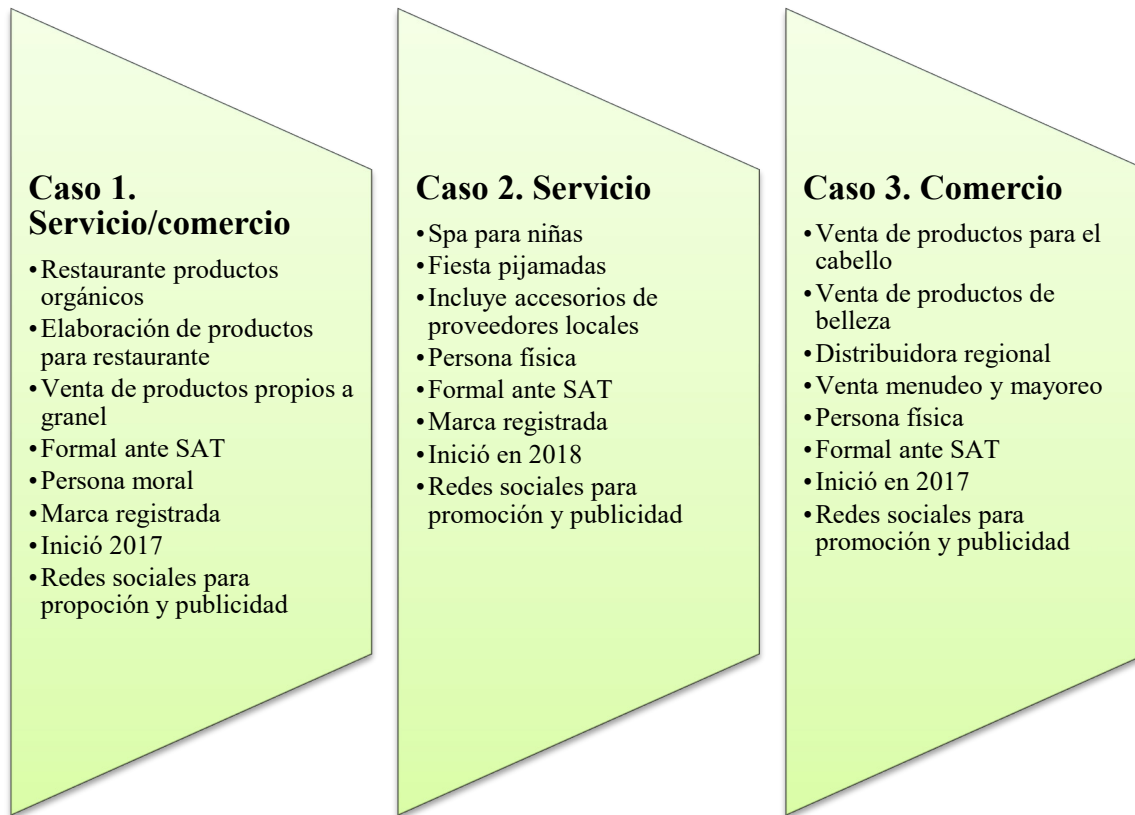 Caso 1.
Servicio/comercio
•Restaurante productos
orgánicos
•Elaboración de productos
para restaurante
•Venta de productos propios a
granel
•Formal ante SAT
•Persona moral
•Marca registrada
•Inició 2017
•Redes sociales para
propoción y publicidad
Caso 2. Servicio
•Spa para niñas
•Fiesta pijamadas
•Incluye accesorios de
proveedores locales
•Persona física
•Formal ante SAT
•Marca registrada
•Inició en 2018
•Redes sociales para
promoción y publicidad
Caso 3. Comercio
•Venta de productos para el
cabello
•Venta de productos de
belleza
•Distribuidora regional
•Venta menudeo y mayoreo
•Persona física
•Formal ante SAT
•Inició en 2017
•Redes sociales para
promoción y publicidad